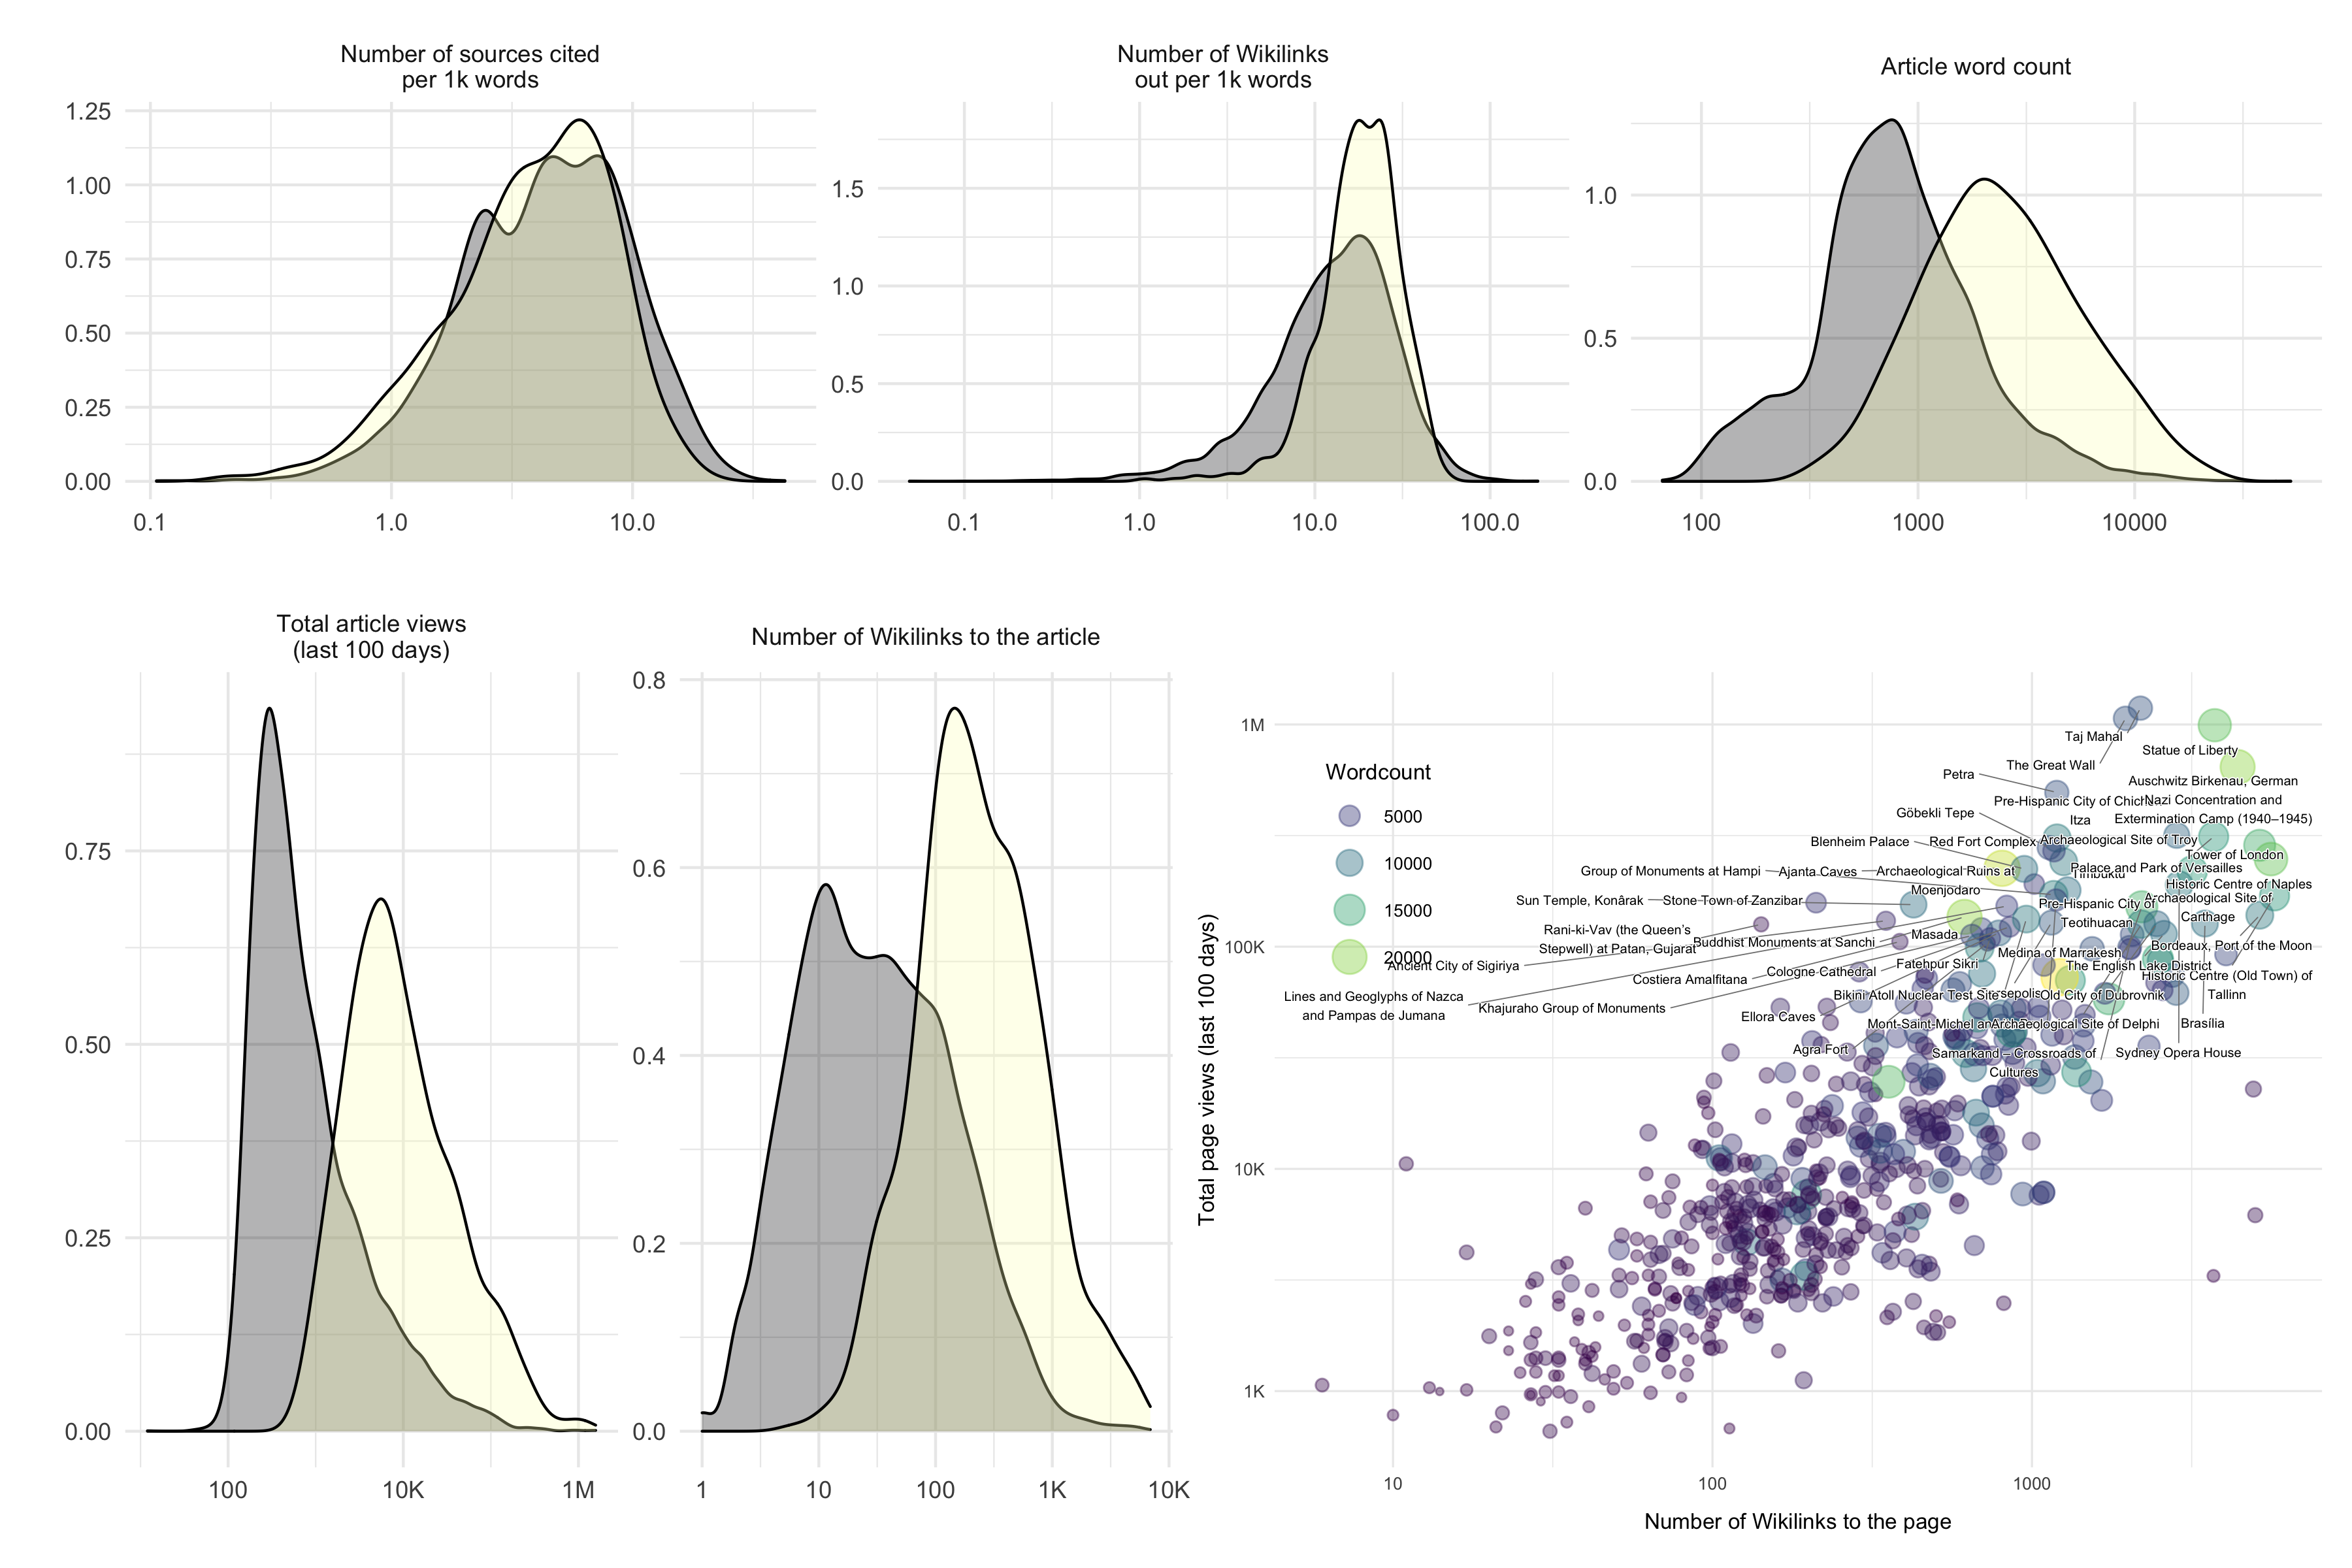 Number of sources cited
per 1k words
1.25
1.00
0.75
0.50
0.25
0.00
0.1
1.0
10.0
Number of Wikilinks
out per 1k words
1.5
1.0
0.5
0.0
0.1
1.0
10.0
100.0
Article word count
1.0
0.5
0.0
100
1000
10000
Total article views
(last 100 days)
0.75
0.50
0.25
0.00
100
10K
1M
Number of Wikilinks to the article
0.8
0.6
0.4
0.2
0.0
1
10
100
1K
10K
Total page views (last 100 days)
1M
100K
10K
1K
Wordcount
5000
10000
15000
20000
Taj Mahal
Statue of Liberty
The Great Wall
Petra
Auschwitz Birkenau, German
Nazi Concentration and
Extermination Camp (1940–1945)
Pre-Hispanic City of Chich
Itza
Göbekli Tepe
Blenheim Palace
Red Fort Complex
Archaeological Site of Troy
Tower of London
Group of Monuments at Hampi
Ajanta Caves
Archaeological Ruins at
Moenjodaro
Palace and Park of Versailles
Timbuktu
Historic Centre of Naples
Sun Temple, Konârak
Stone Town of Zanzibar
Pre-Hispanic City of
Teotihuacan
Archaeological Site of
Carthage
Rani-ki-Vav (the Queen's
Stepwell) at Patan, Gujarat
Buddhist Monuments at Sanchi
Masada
Bordeaux, Port of the Moon
Medina of Marrakesh
Ancient City of Sigiriya
Costiera Amalfitana
Cologne Cathedral
Fatehpur Sikri
The English Lake District
Historic Centre (Old Town) of
Tallinn
Lines and Geoglyphs of Nazca
and Pampas de Jumana
Khajuraho Group of Monuments
Bikini Atoll Nuclear Test Site
Old City of Dubrovnik
Ellora Caves
Mont-Saint-Michel an
Archaeological Site of Delphi
Brasília
Agra Fort
Samarkand – Crossroads of
Cultures
Sydney Opera House
10
100
1000
Number of Wikilinks to the page